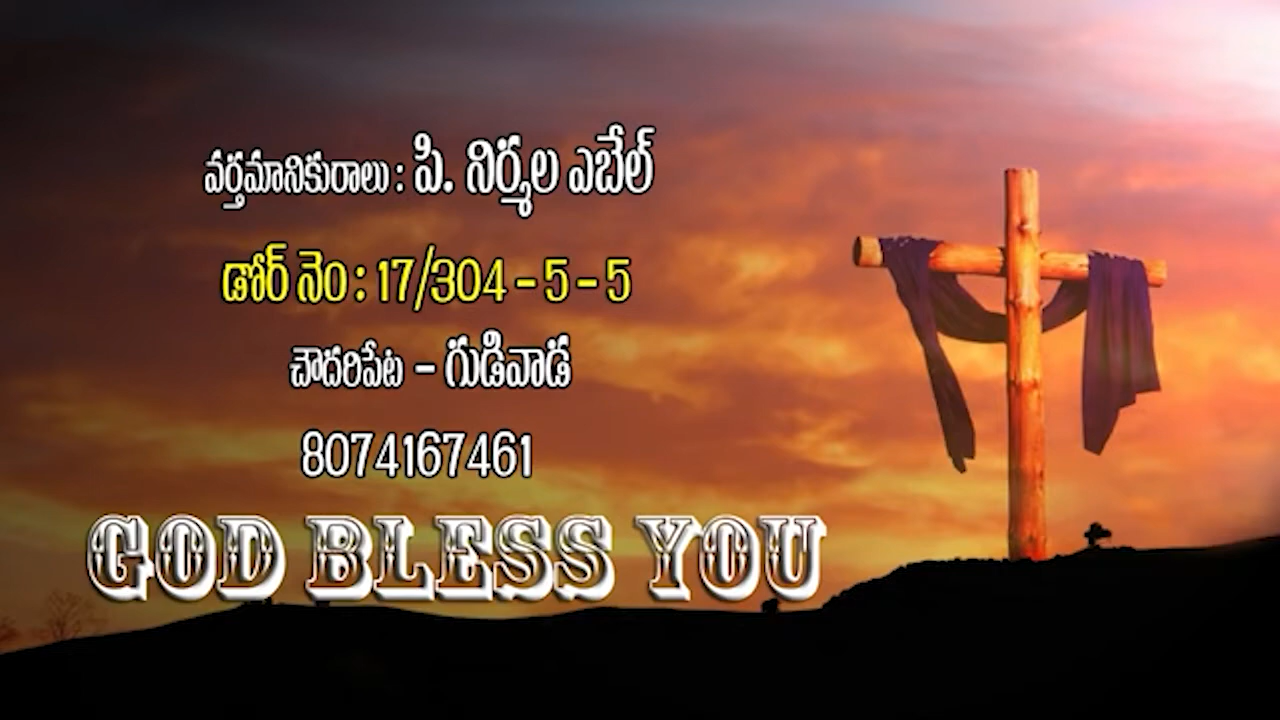 వర్తమానికురాలు : పి. నిర్మల ఎబేల్
డోర్ నెం : 17/304 - 5 - 5
చౌదరిపేట - గుడివాడ
8074167461
GOD BLESS YOU